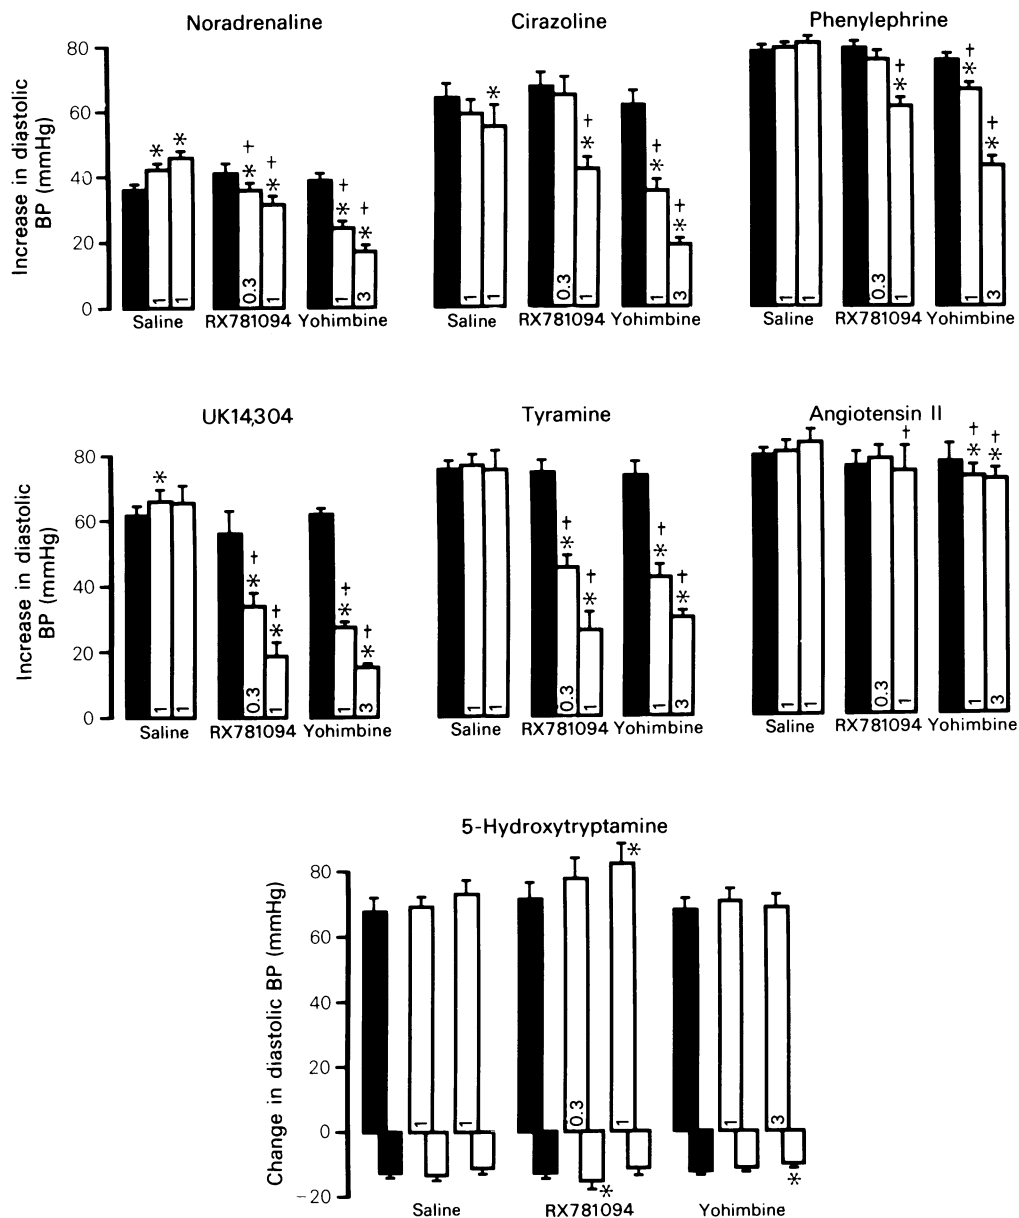 Noradrenaline Cirazoline Phenylephrine
Increase in diastolic
BP (mmHg)
80
60
40
20
0
* * + * + * + * + *
* + * + * + *
+ * + * + *
1 1 0.3 1 1 3
1 1 0.3 1 1 3
1 1 0.3 1 1 3
Saline RX781094 Yohimbine
Saline RX781094 Yohimbine
Saline RX781094 Yohimbine
UK14,304 Tyramine Angiotensin II
Increase in diastolic
BP (mmHg)
80
60
40
20
0
* + * + * + * + *
+ * + * + * + *
+ + * + *
1 1 0.3 1 1 3
1 1 0.3 1 1 3
1 1 0.3 1 1 3
Saline RX781094 Yohimbine
Saline RX781094 Yohimbine
Saline RX781094 Yohimbine
5-Hydroxytryptamine
Change in diastolic BP (mmHg)
80
60
40
20
0
-20
*
1 1 0.3 1 1 3
* *
Saline RX781094 Yohimbine